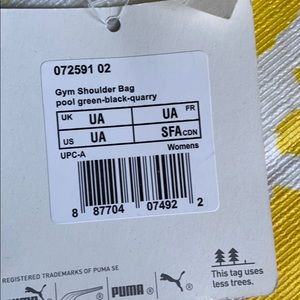 072591 02
Gym Shoulder Bag
pool green-black-quarry
UK UA UA FR
US UA SFA CDN
UPC-A Womens
8 87704 07492 2
REGISTERED TRADEMARKS OF PUMA SE
PUMA
This tag uses
less trees.